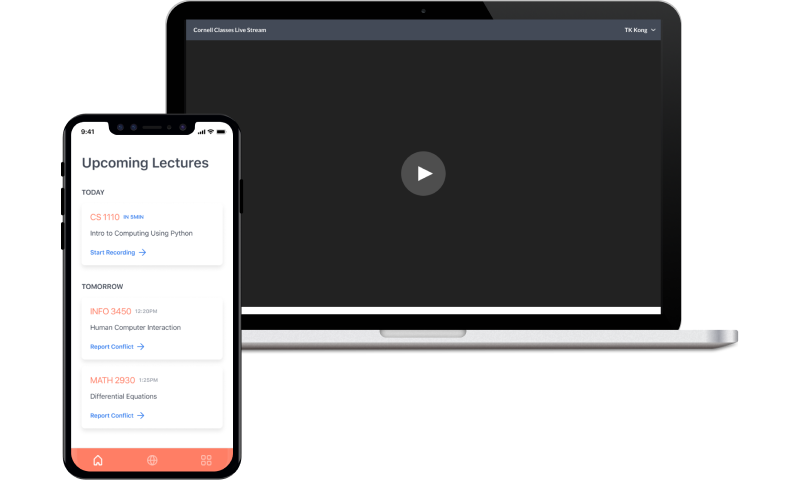 Cornell Classes Live Stream
TK Kong
9:41
Upcoming Lectures
TODAY
CS 1110 IN 5MIN
Intro to Computing Using Python
Start Recording
TOMORROW
INFO 3450 12:20PM
Human Computer Interaction
Report Conflict
MATH 2930 1:25PM
Differential Equations
Report Conflict